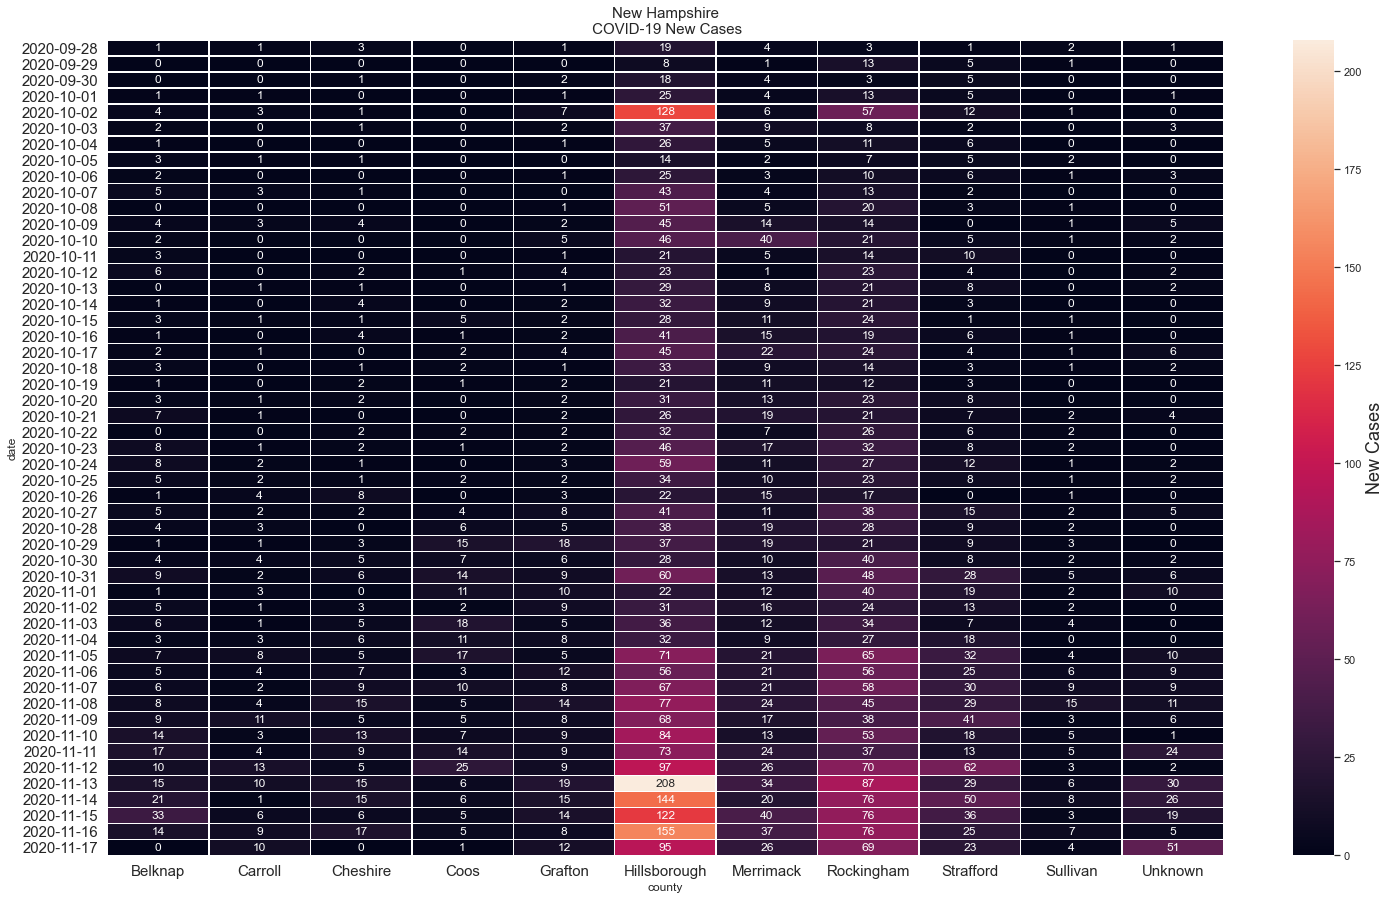 New Hampshire
COVID-19 New Cases
2020-09-28 1 1 3 0 1 19 4 3 1 2 1
2020-09-29 0 0 0 0 0 8 1 13 5 1 0
2020-09-30 0 0 1 0 2 18 4 3 5 0 0
2020-10-01 1 1 0 0 1 25 4 13 5 0 1
2020-10-02 4 3 1 0 7 128 6 57 12 1 0
2020-10-03 2 0 1 0 2 37 9 8 2 0 3
2020-10-04 1 0 0 0 1 26 5 11 6 0 0
2020-10-05 3 1 1 0 0 14 2 7 5 2 0
2020-10-06 2 0 0 0 1 25 3 10 6 1 3
2020-10-07 5 3 1 0 0 43 4 13 2 0 0
2020-10-08 0 0 0 0 1 51 5 20 3 1 0
2020-10-09 4 3 4 0 2 45 14 14 0 1 5
2020-10-10 2 0 0 0 5 46 40 21 5 1 2
2020-10-11 3 0 0 0 1 21 5 14 10 0 0
2020-10-12 6 0 2 1 4 23 1 23 4 0 2
2020-10-13 0 1 1 0 1 29 8 21 8 0 2
2020-10-14 1 0 4 0 2 32 9 21 3 0 0
2020-10-15 3 1 1 5 2 28 11 24 1 1 0
2020-10-16 1 0 4 1 2 41 15 19 6 1 0
2020-10-17 2 1 0 2 4 45 22 24 4 1 6
2020-10-18 3 0 1 2 1 33 9 14 3 1 2
2020-10-19 1 0 2 1 2 21 11 12 3 0 0
2020-10-20 3 1 2 0 2 31 13 23 8 0 0
2020-10-21 7 1 0 0 2 26 19 21 7 2 4
2020-10-22 0 0 2 2 2 32 7 26 6 2 0
2020-10-23 8 1 2 1 2 46 17 32 8 2 0
2020-10-24 8 2 1 0 3 59 11 27 12 1 2
2020-10-25 5 2 1 2 2 34 10 23 8 1 2
2020-10-26 1 4 8 0 3 22 15 17 0 1 0
2020-10-27 5 2 2 4 8 41 11 38 15 2 5
2020-10-28 4 3 0 6 5 38 19 28 9 2 0
2020-10-29 1 1 3 15 18 37 19 21 9 3 0
2020-10-30 4 4 5 7 6 28 10 40 8 2 2
2020-10-31 9 2 6 14 9 60 13 48 28 5 6
2020-11-01 1 3 0 11 10 22 12 40 19 2 10
2020-11-02 5 1 3 2 9 31 16 24 13 2 0
2020-11-03 6 1 5 18 5 36 12 34 7 4 0
2020-11-04 3 3 6 11 8 32 9 27 18 0 0
2020-11-05 7 8 5 17 5 71 21 65 32 4 10
2020-11-06 5 4 7 3 12 56 21 56 25 6 9
2020-11-07 6 2 9 10 8 67 21 58 30 9 9
2020-11-08 8 4 15 5 14 77 24 45 29 15 11
2020-11-09 9 11 5 5 8 68 17 38 41 3 6
2020-11-10 14 3 13 7 9 84 13 53 18 5 1
2020-11-11 17 4 9 14 9 73 24 37 13 5 24
2020-11-12 10 13 5 25 9 97 26 70 62 3 2
2020-11-13 15 10 15 6 19 208 34 87 29 6 30
2020-11-14 21 1 15 6 15 144 20 76 50 8 26
2020-11-15 33 6 6 5 14 122 40 76 36 3 19
2020-11-16 14 9 17 5 8 155 37 76 25 7 5
2020-11-17 0 10 0 1 12 95 26 69 23 4 51
Belknap Carroll Cheshire Coos Grafton Hillsborough Merrimack Rockingham Strafford Sullivan Unknown
county
date
200
175
150
125
100
75
50
25
0
New Cases